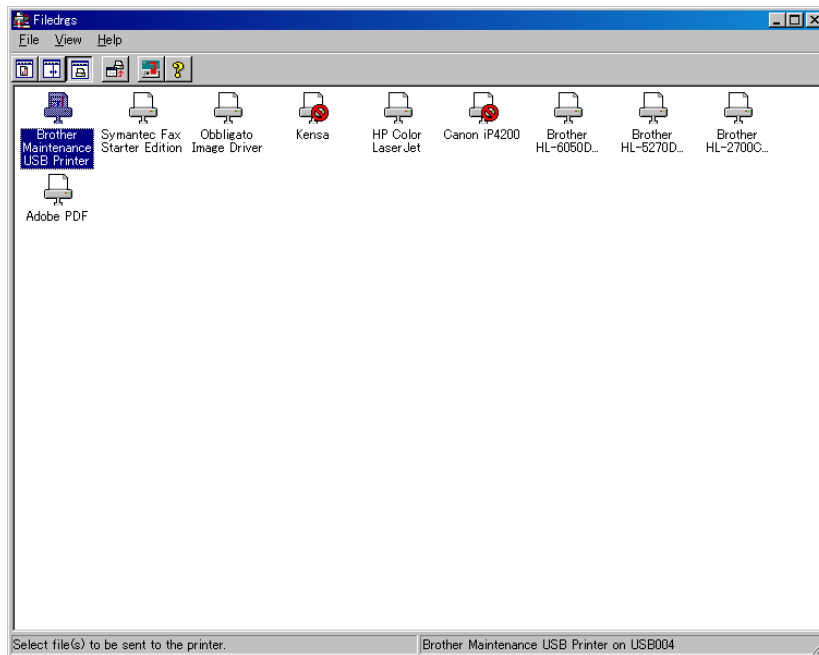 Filedrgs
File View Help
Brother Maintenance USB Printer
Symantec Fax Starter Edition
Obbligato Image Driver
Kensa
HP Color LaserJet
Canon iP4200
Brother HL-6050D...
Brother HL-5270D...
Brother HL-2700C...
Adobe PDF
Select file(s) to be sent to the printer.
Brother Maintenance USB Printer on USB004